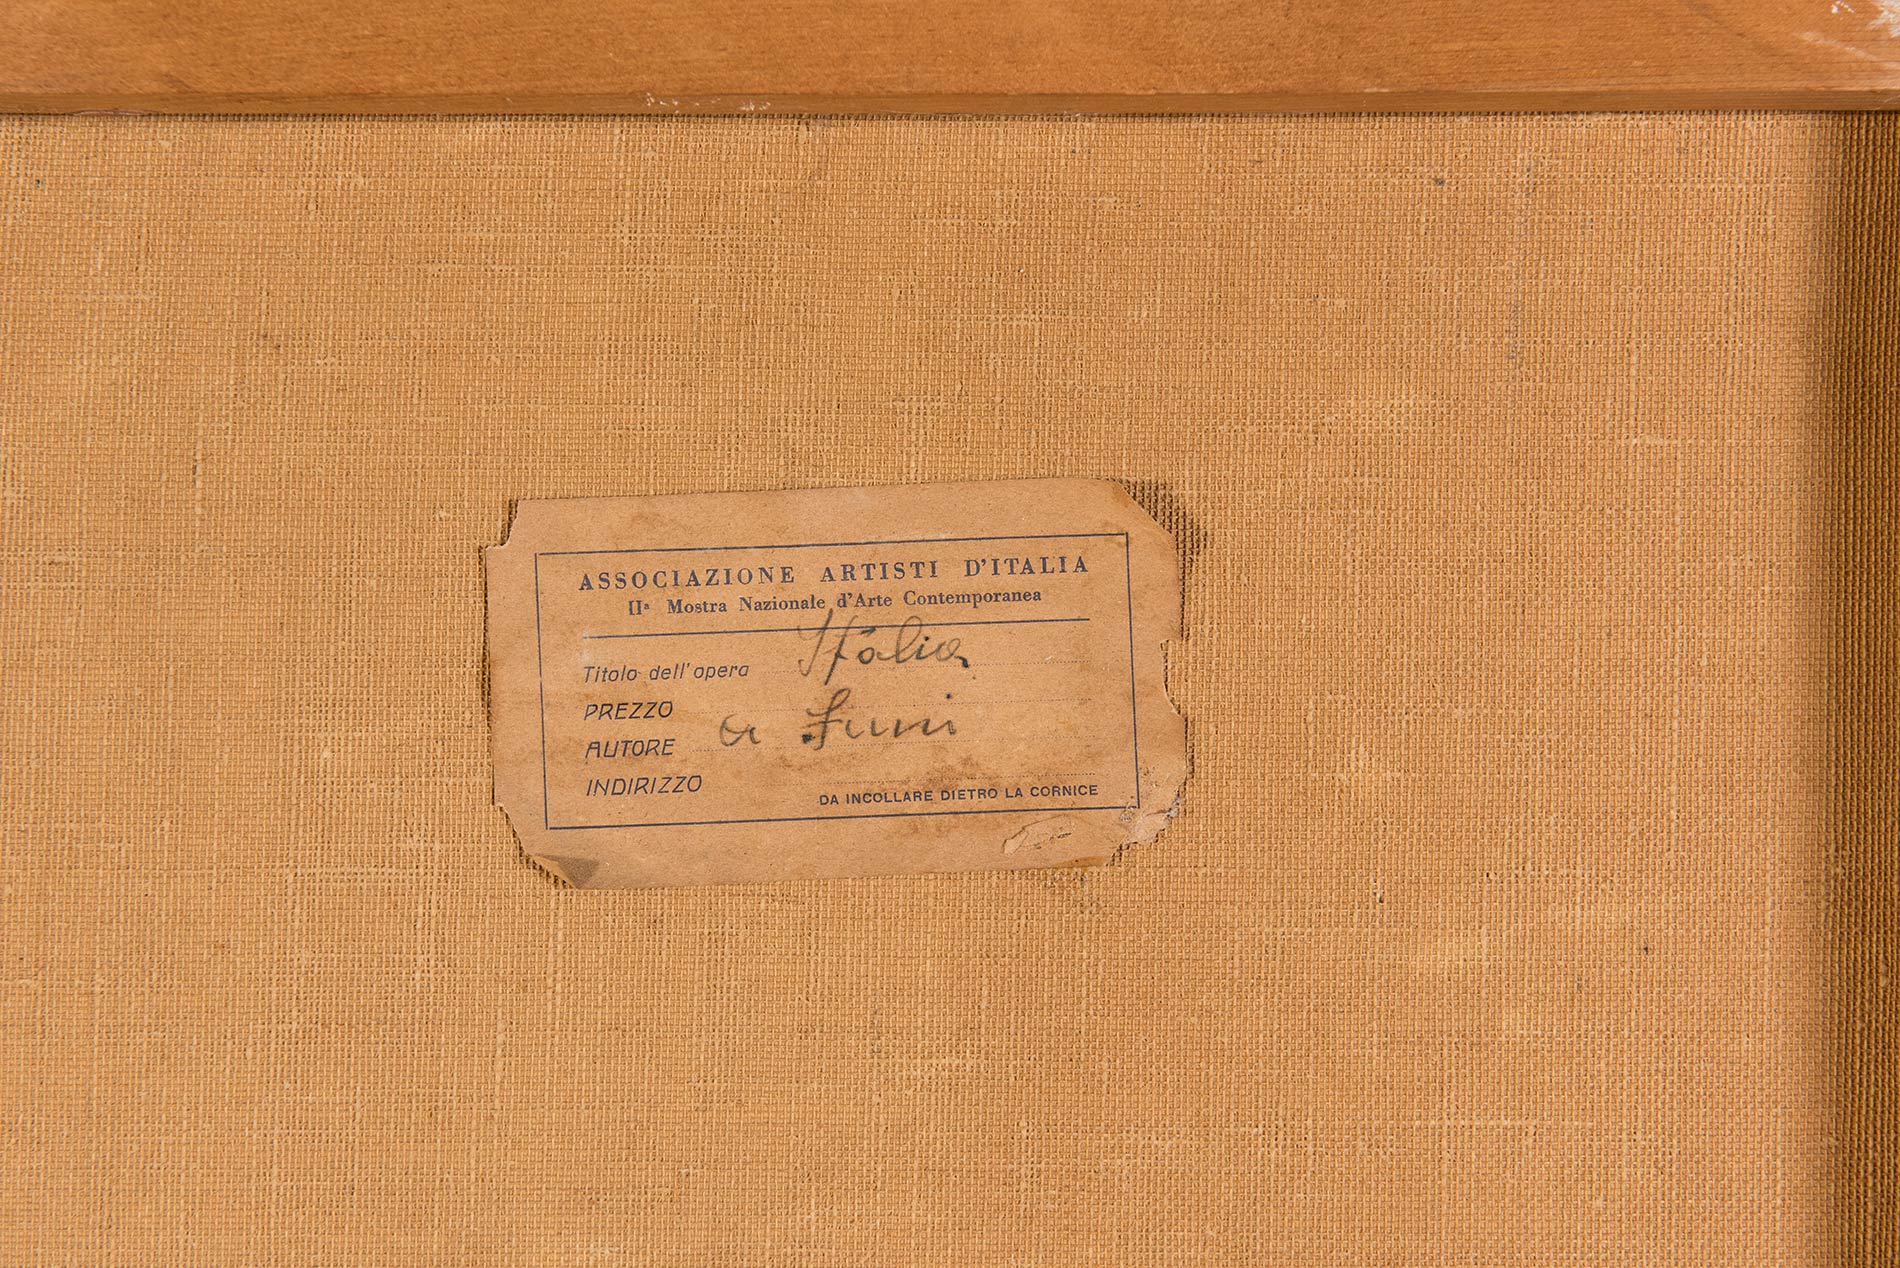 ASSOCIAZIONE ARTISTI D'ITALIA
IIª Mostra Nazionale d'Arte Contemporanea
Titolo dell'opera Italia
PREZZO
AUTORE a Funi
INDIRIZZO
DA INCOLLARE DIETRO LA CORNICE